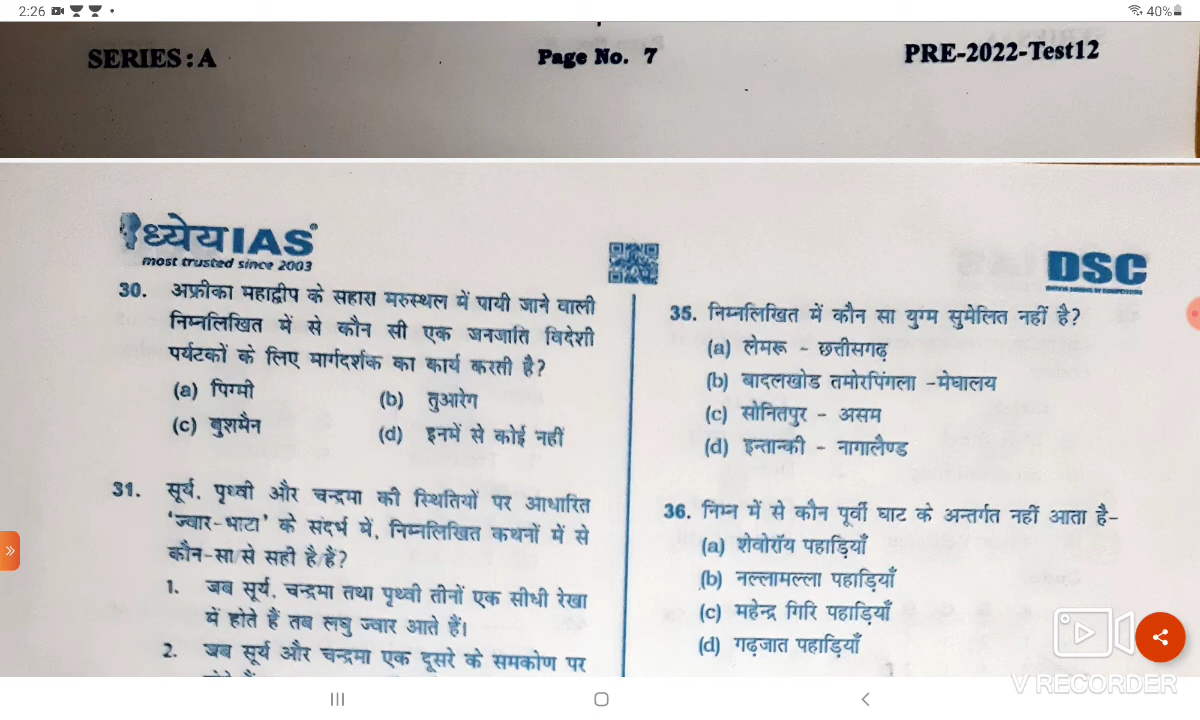 2:26
40%
SERIES : A
Page No. 7
PRE-2022-Test12
ध्येय IAS®
most trusted since 2003
DSC
30. अफ्रीका महाद्वीप के सहारा मरुस्थल में पायी जाने वाली
निम्नलिखित में से कौन सी एक जनजाति विदेशी
पर्यटकों के लिए मार्गदर्शक का कार्य करती है?
(a) पिग्मी
(b) तुआरेग
(c) बुशमैन
(d) इनमें से कोई नहीं
31. सूर्य, पृथ्वी और चन्द्रमा की स्थितियों पर आधारित
'ज्वार-भाटा' के संदर्भ में, निम्नलिखित कथनों में से
कौन-सा/से सही है/हैं?
1. जब सूर्य, चन्द्रमा तथा पृथ्वी तीनों एक सीधी रेखा
में होते हैं तब लघु ज्वार आते हैं।
2. जब सूर्य और चन्द्रमा एक दूसरे के समकोण पर
35. निम्नलिखित में कौन सा युग्म सुमेलित नहीं है?
(a) लेमरू - छत्तीसगढ़
(b) बादलखोड तमोरपिंगला -मेघालय
(c) सोनितपुर - असम
(d) इन्तान्की - नागालैण्ड
36. निम्न में से कौन पूर्वी घाट के अन्तर्गत नहीं आता है-
(a) शेवोरॉय पहाड़ियाँ
(b) नल्लामल्ला पहाड़ियाँ
(c) महेन्द्र गिरि पहाड़ियाँ
(d) गढ़जात पहाड़ियाँ
V RECORDER